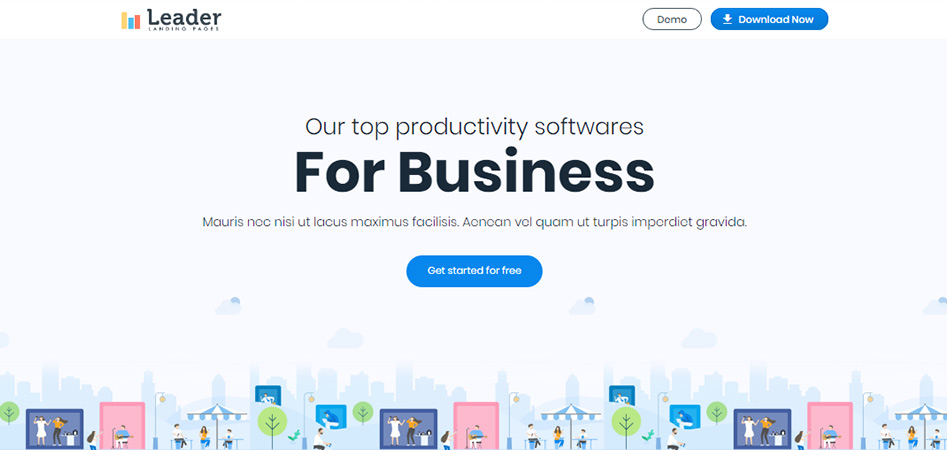 Leader
LANDING PAGES
Demo
Download Now
Our top productivity softwares
For Business
Mauris nec nisi ut lacus maximus facilisis. Aenean vel quam ut turpis imperdiet gravida.
Get started for free